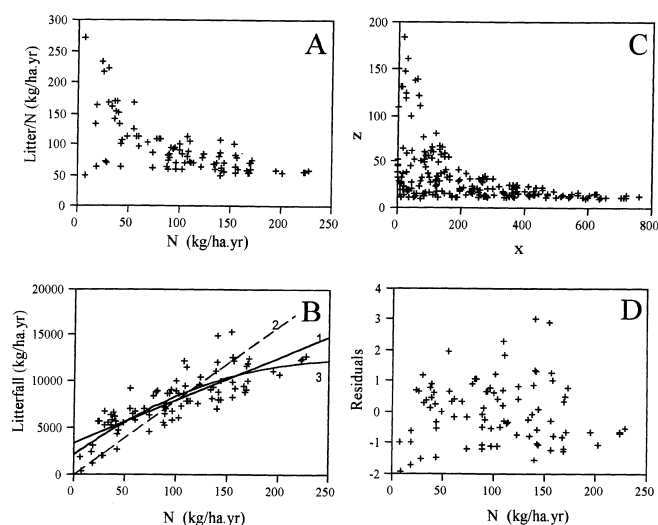 A
Litter/N (kg/ha.yr)
300
250
200
150
100
50
0
0 50 100 150 200 250
N (kg/ha.yr)
C
z
200
150
100
50
0
0 200 400 600 800
x
B
Litterfall (kg/ha.yr)
20000
15000
10000
5000
0
2
1
3
0 50 100 150 200 250
N (kg/ha.yr)
D
Residuals
4
3
2
1
0
-1
-2
0 50 100 150 200 250
N (kg/ha.yr)